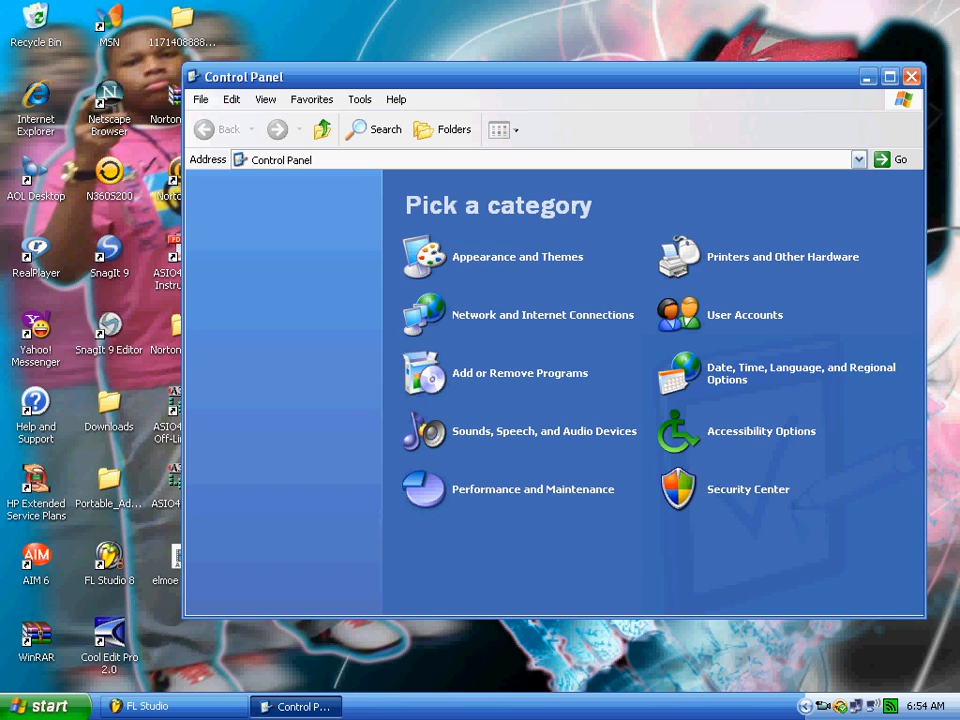 Recycle Bin
MSN
1171408888...
Internet
Explorer
Netscape
Browser
Norton
AOL Desktop
N360S200
Norto
RealPlayer
SnagIt 9
ASIO4
Instru
Yahoo!
Messenger
SnagIt 9 Editor
Norton
Help and
Support
Downloads
ASIO4
Off-Li
HP Extended
Service Plans
Portable_Ad...
ASIO4
AIM 6
FL Studio 8
elmoe
WinRAR
Cool Edit Pro
2.0
Control Panel
File Edit View Favorites Tools Help
Back Search Folders
Address Control Panel Go
Pick a category
Appearance and Themes
Printers and Other Hardware
Network and Internet Connections
User Accounts
Add or Remove Programs
Date, Time, Language, and Regional
Options
Sounds, Speech, and Audio Devices
Accessibility Options
Performance and Maintenance
Security Center
start FL Studio Control P... 6:54 AM